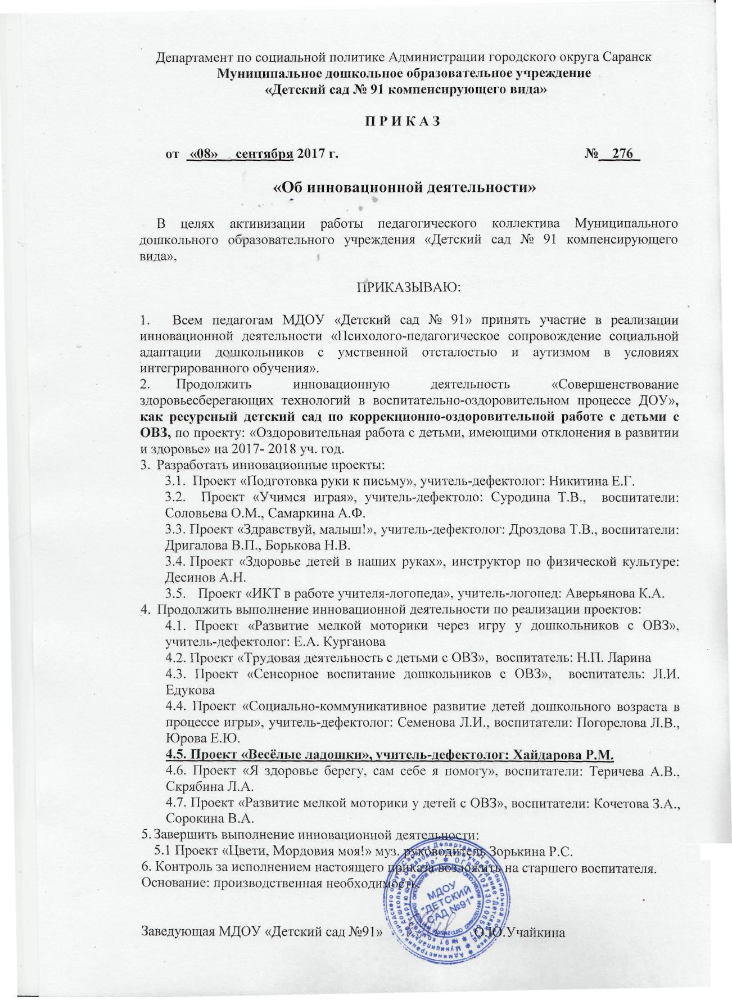 Департамент по социальной политике Администрации городского округа Саранск
Муниципальное дошкольное образовательное учреждение
«Детский сад № 91 компенсирующего вида»
П Р И К А З
от «08» сентября 2017 г. № 276
«Об инновационной деятельности»
В целях активизации работы педагогического коллектива Муниципального
дошкольного образовательного учреждения «Детский сад № 91 компенсирующего
вида»,
ПРИКАЗЫВАЮ:
1. Всем педагогам МДОУ «Детский сад № 91» принять участие в реализации
инновационной деятельности «Психолого-педагогическое сопровождение социальной
адаптации дошкольников с умственной отсталостью и аутизмом в условиях
интегрированного обучения».
2. Продолжить инновационную деятельность «Совершенствование
здоровьесберегающих технологий в воспитательно-оздоровительном процессе ДОУ»,
как ресурсный детский сад по коррекционно-оздоровительной работе с детьми с
ОВЗ, по проекту: «Оздоровительная работа с детьми, имеющими отклонения в развитии
и здоровье» на 2017- 2018 уч. год.
3. Разработать инновационные проекты:
3.1. Проект «Подготовка руки к письму», учитель-дефектолог: Никитина Е.Г.
3.2. Проект «Учимся играя», учитель-дефектоло: Суродина Т.В., воспитатели:
Соловьева О.М., Самаркина А.Ф.
3.3. Проект «Здравствуй, малыш!», учитель-дефектолог: Дроздова Т.В., воспитатели:
Дригалова В.П., Борькова Н.В.
3.4. Проект «Здоровье детей в наших руках», инструктор по физической культуре:
Десинов А.Н.
3.5. Проект «ИКТ в работе учителя-логопеда», учитель-логопед: Аверьянова К.А.
4. Продолжить выполнение инновационной деятельности по реализации проектов:
4.1. Проект «Развитие мелкой моторики через игру у дошкольников с ОВЗ»,
учитель-дефектолог: Е.А. Курганова
4.2. Проект «Трудовая деятельность с детьми с ОВЗ», воспитатель: Н.П. Ларина
4.3. Проект «Сенсорное воспитание дошкольников с ОВЗ», воспитатель: Л.И.
Едукова
4.4. Проект «Социально-коммуникативное развитие детей дошкольного возраста в
процессе игры», учитель-дефектолог: Семенова Л.И., воспитатели: Погорелова Л.В.,
Юрова Е.Ю.
4.5. Проект «Весёлые ладошки», учитель-дефектолог: Хайдарова Р.М.
4.6. Проект «Я здоровье берегу, сам себе я помогу», воспитатели: Теричева А.В.,
Скрябина Л.А.
4.7. Проект «Развитие мелкой моторики у детей с ОВЗ», воспитатели: Кочетова З.А.,
Сорокина В.А.
5. Завершить выполнение инновационной деятельности:
5.1 Проект «Цвети, Мордовия моя!» муз. руководитель Зорькина Р.С.
6. Контроль за исполнением настоящего приказа возложить на старшего воспитателя.
Основание: производственная необходимость.
МДОУ
"ДЕТСКИЙ
САД №91"
Заведующая МДОУ «Детский сад №91» О.Ю.Учайкина